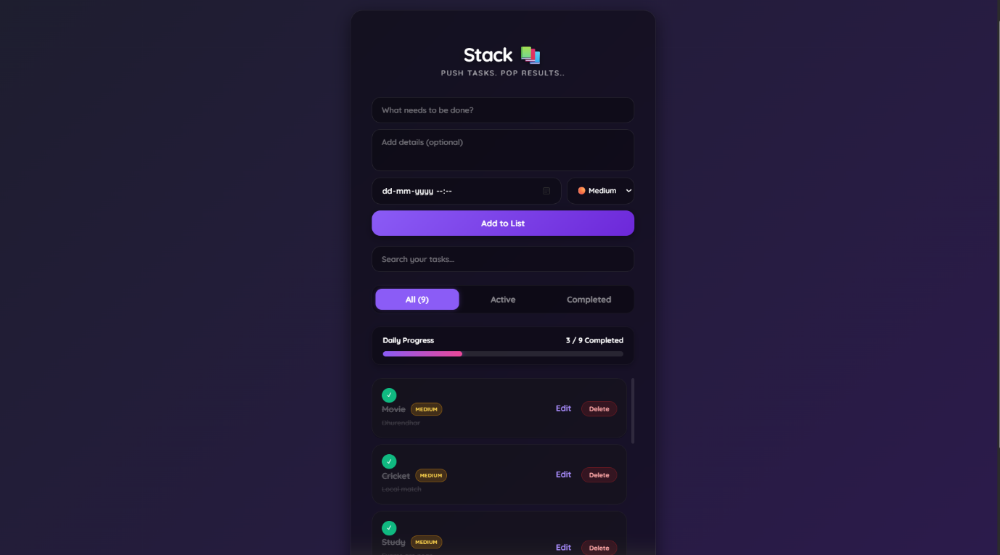 Stack
PUSH TASKS. POP RESULTS..
What needs to be done?
Add details (optional)
dd-mm-yyyy --:--
Medium
Add to List
Search your tasks...
All (9) Active Completed
Daily Progress 3 / 9 Completed
Movie MEDIUM Edit Delete
Dhurendhar
Cricket MEDIUM Edit Delete
Local match
Study MEDIUM Edit Delete